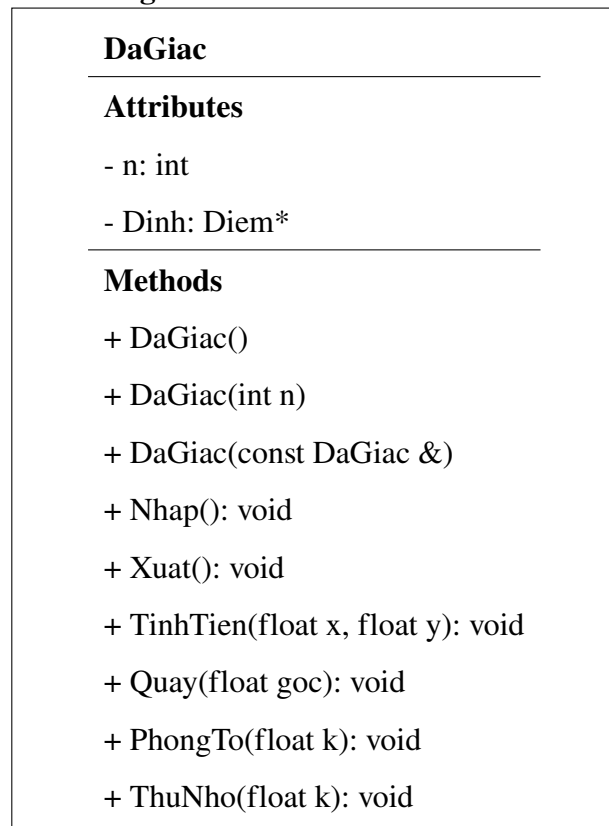 DaGiac
Attributes
- n: int
- Dinh: Diem*
Methods
+ DaGiac()
+ DaGiac(int n)
+ DaGiac(const DaGiac &)
+ Nhap(): void
+ Xuat(): void
+ TinhTien(float x, float y): void
+ Quay(float goc): void
+ PhongTo(float k): void
+ ThuNho(float k): void